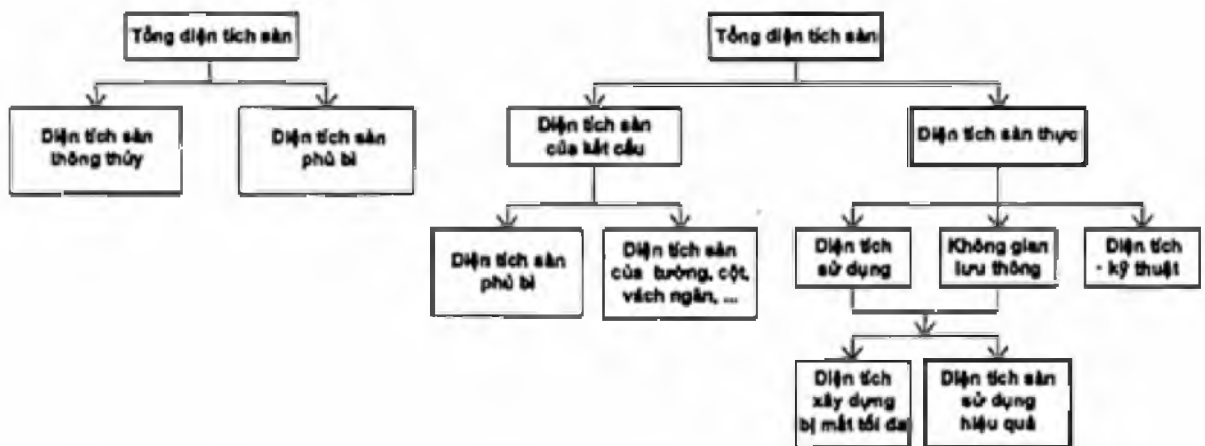 Tổng diện tích sàn
Diện tích sàn
thông thủy
Diện tích sàn
phủ bì
Tổng diện tích sàn
Diện tích sàn
của kết cấu
Diện tích sàn thực
Diện tích sàn
phủ bì
Diện tích sàn
của tường, cột,
vách ngăn, ...
Diện tích
sử dụng
Không gian
lưu thông
Diện tích
- kỹ thuật
Diện tích
xây dựng
bị mất tối đa
Diện tích sàn
sử dụng
hiệu quả